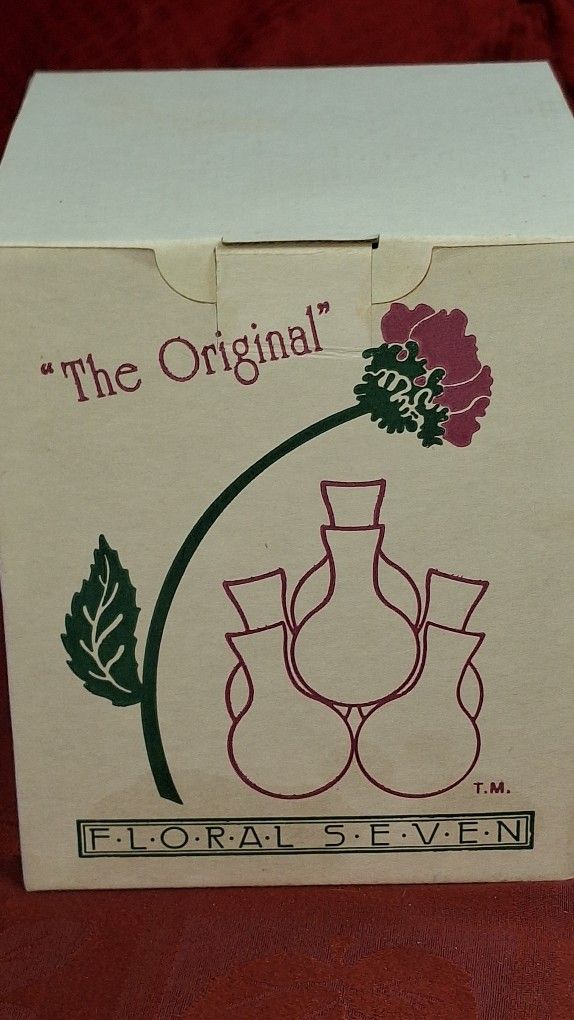 "The Original"
T.M.
F·L·O·R·A·L S·E·V·E·N